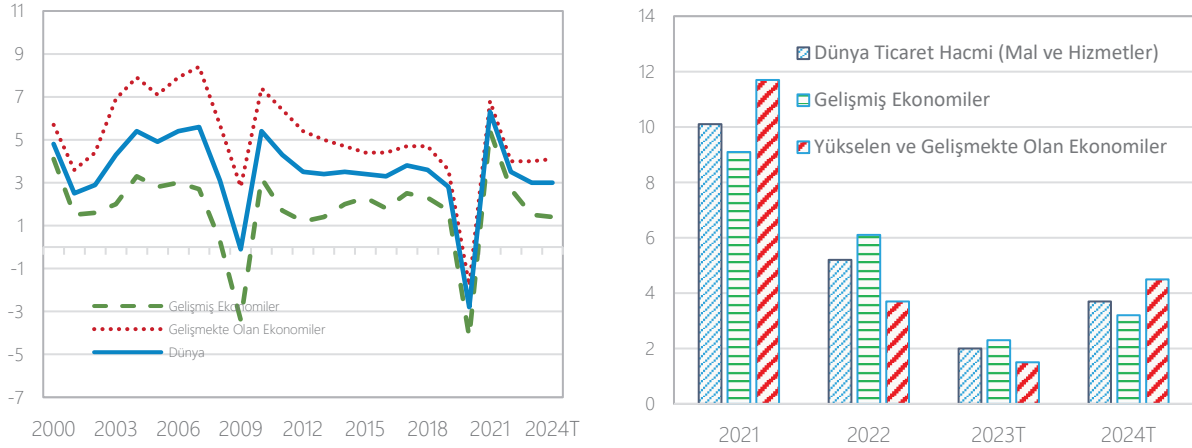 11
9
7
5
3
1
-1
-3
-5
-7
Gelişmiş Ekonomiler
Gelişmekte Olan Ekonomiler
Dünya
2000 2003 2006 2009 2012 2015 2018 2021 2024T
14
12
10
8
6
4
2
0
Dünya Ticaret Hacmi (Mal ve Hizmetler)
Gelişmiş Ekonomiler
Yükselen ve Gelişmekte Olan Ekonomiler
2021 2022 2023T 2024T